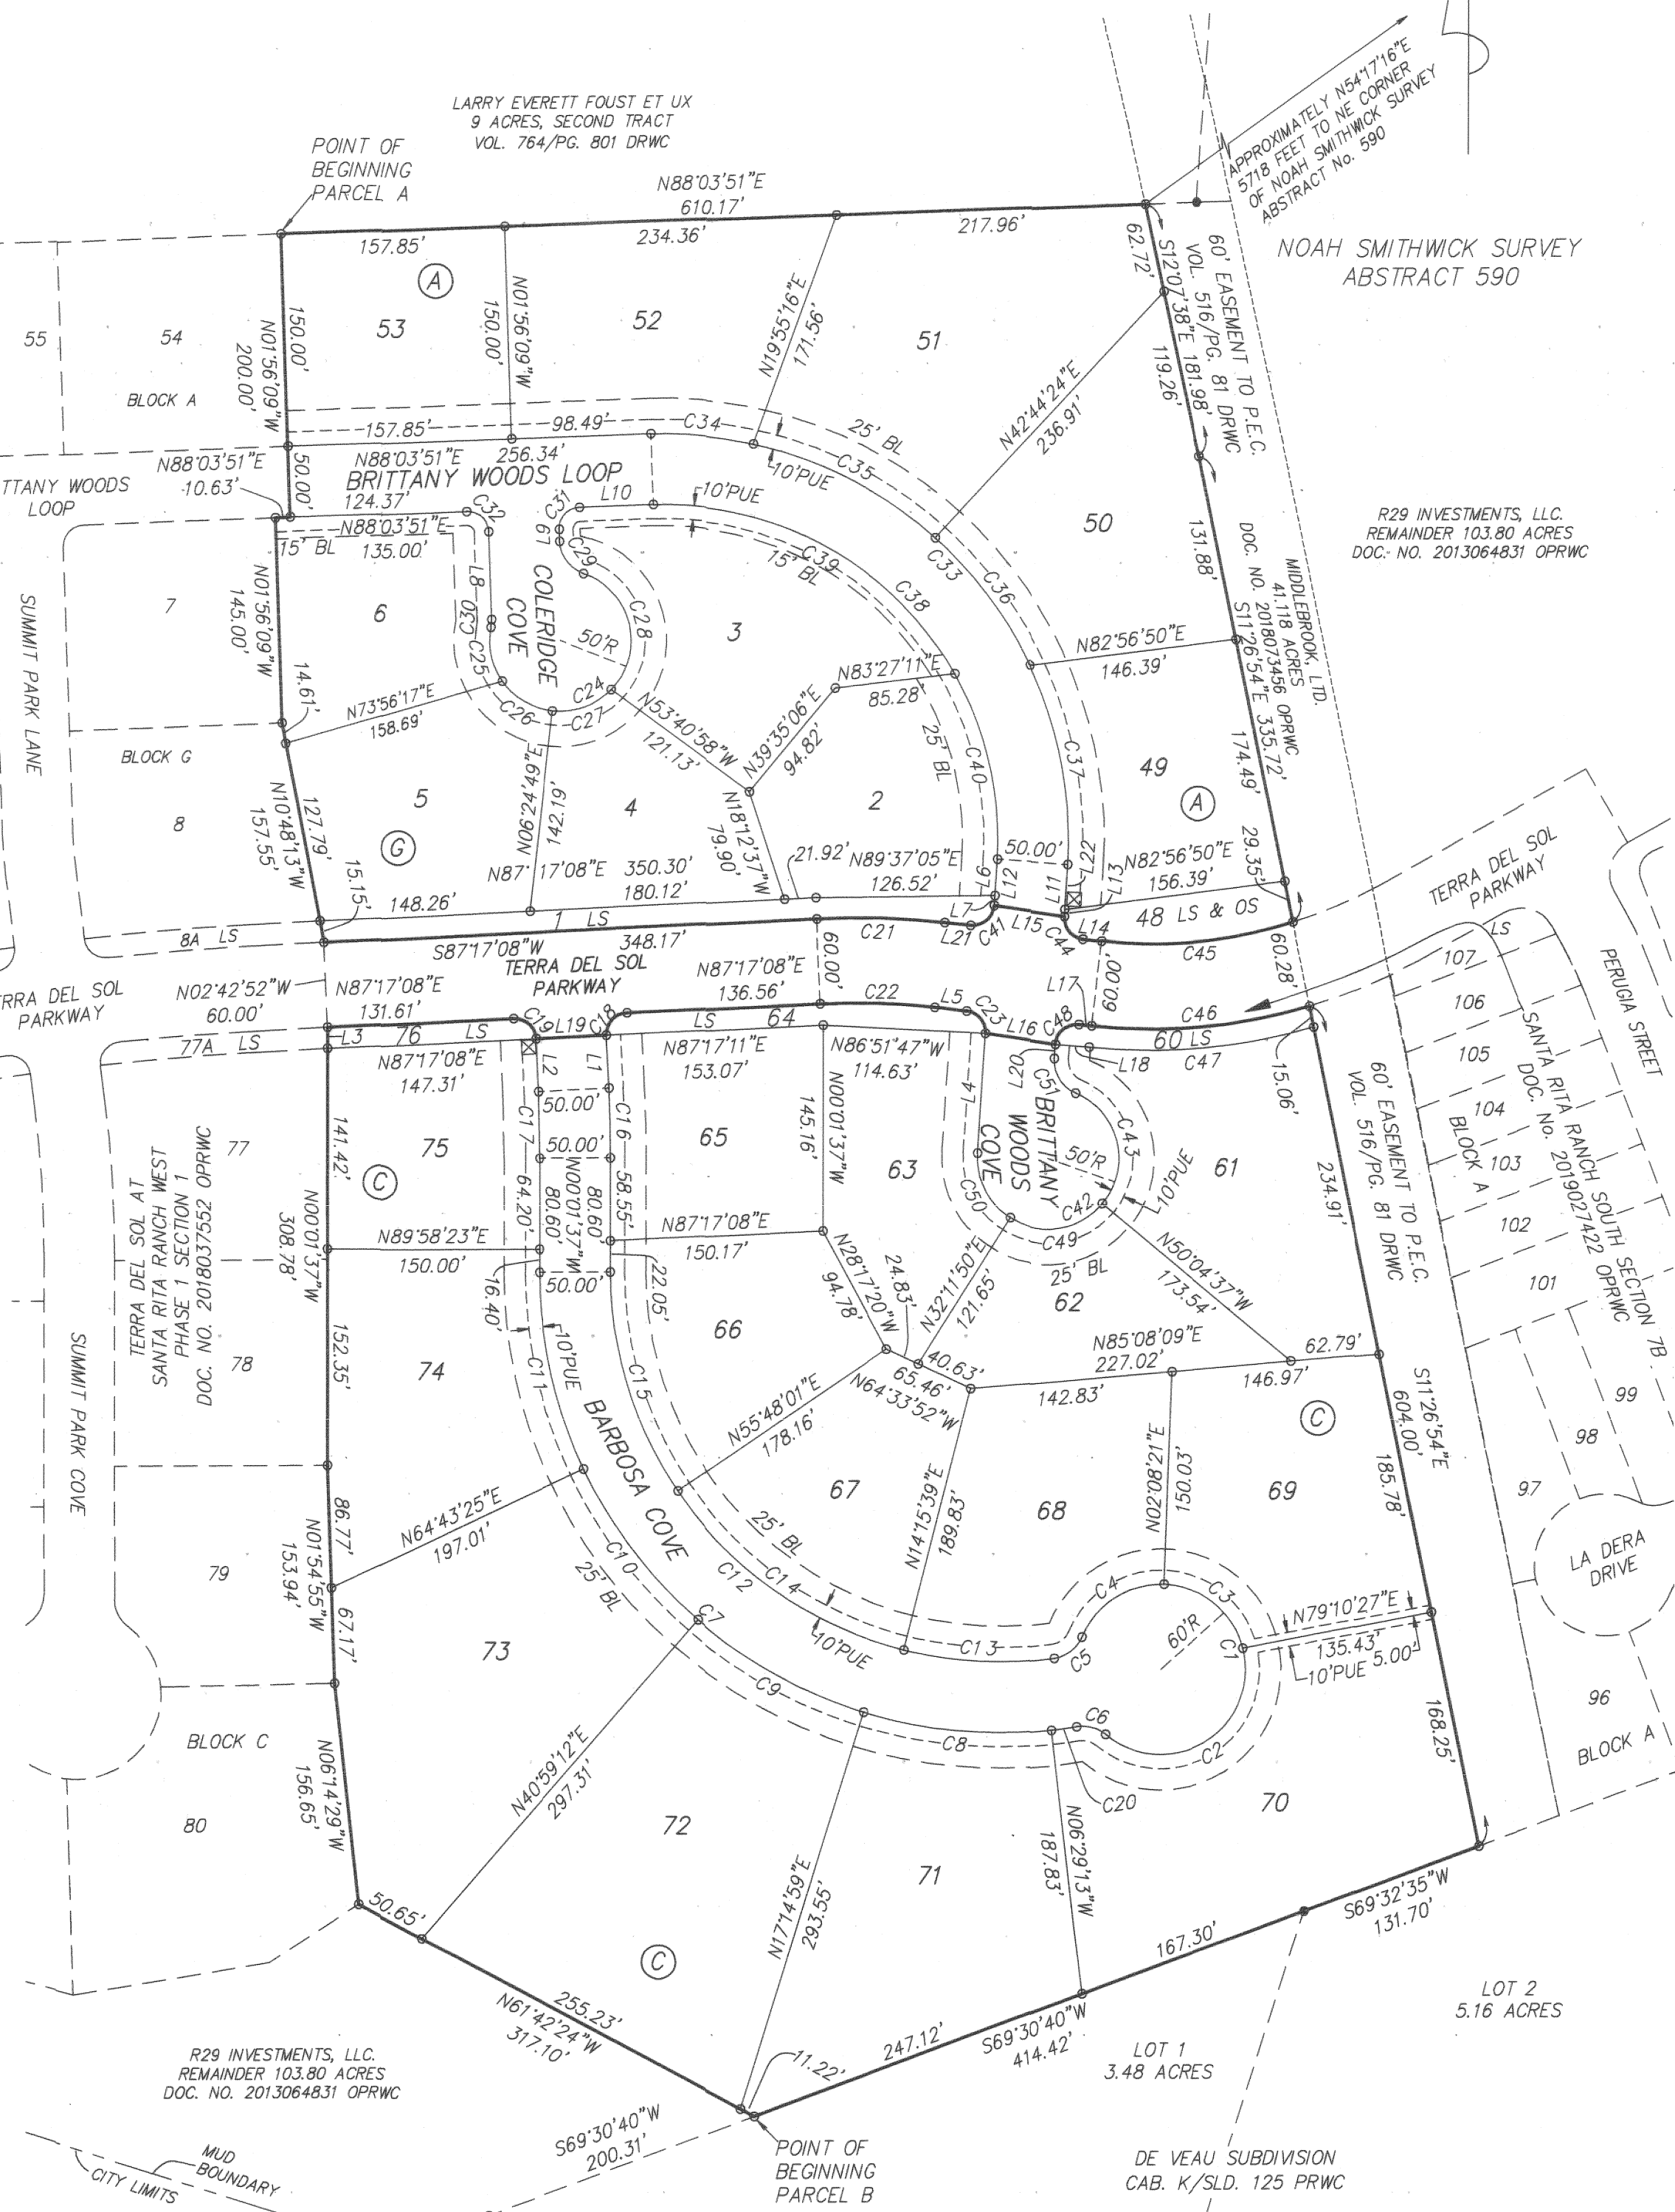 LARRY EVERETT FOUST ET UX
9 ACRES, SECOND TRACT
VOL. 764/PG. 801 DRWC
POINT OF
BEGINNING
PARCEL A
APPROXIMATELY N54°17'16"E
5718 FEET TO NE CORNER
OF NOAH SMITHWICK SURVEY
ABSTRACT No. 590
NOAH SMITHWICK SURVEY
ABSTRACT 590
N88°03'51"E
610.17'
157.85'
234.36'
217.96'
62.72'
S12°07'38"E 181.98'
119.26'
60' EASEMENT TO P.E.C.
VOL. 516/PG. 81 DRWC
A
53
52
51
55
54
BLOCK A
150.00'
N01°56'09"W
200.00'
N01°56'09"W
150.00'
N19°55'16"E
171.56'
N42°44'24"E
236.91'
25' BL
157.85'
98.49'
C34
C35
10'PUE
N88°03'51"E
10.63'
N88°03'51"E
256.34'
BRITTANY WOODS LOOP
TTANY WOODS
LOOP
50.00'
124.37'
C32
C31
L10
10'PUE
N88°03'51"E
135.00'
15' BL
L9
C29
C39
15' BL
C38
C33
C36
50
131.88'
R29 INVESTMENTS, LLC.
REMAINDER 103.80 ACRES
DOC. NO. 2013064831 OPRWC
MIDDLEBROOK, LTD.
41.118 ACRES
DOC. NO. 2018073456 OPRWC
S11°26'54"E 335.72'
SUMMIT PARK LANE
7
6
N01°56'09"W
145.00'
L8
C30
C25
COLERIDGE
COVE
C28
50'R
3
14.61'
N73°56'17"E
158.69'
C26
C27
C24
N53°40'58"W
121.13'
N39°35'06"E
94.82'
N83°27'11"E
85.28'
N82°56'50"E
146.39'
25' BL
C40
C37
174.49'
49
A
BLOCK G
8
5
G
4
2
N10°48'13"W
157.55'
127.79'
15.15'
N06°24'49"E
142.19'
N18°12'37"W
79.90'
21.92'
N89°37'05"E
126.52'
50.00'
L22
L9
L12
L11
L13
N82°56'50"E
156.39'
29.35'
48 LS & OS
N87°17'08"E
350.30'
180.12'
148.26'
1 LS
8A LS
S87°17'08"W
348.17'
C21
L7
L21
C41
L15
C44
L14
C45
60.28'
TERRA DEL SOL
PARKWAY
TERRA DEL SOL
PARKWAY
RRA DEL SOL
PARKWAY
N02°42'52"W
60.00'
N87°17'08"E
131.61'
N87°17'08"E
136.56'
60.00'
C22
L5
C23
L16
C48
L17
60.00'
C46
60 LS
C47
L18
15.06'
L3
76
LS
77A LS
C19
L19
C18
LS
64
N87°17'08"E
147.31'
L2
L1
N87°17'11"E
153.07'
N86°51'47"W
114.63'
L20
C51
L4
C50
BRITTANY
WOODS
COVE
C43
50'R
10'PUE
C42
C49
25' BL
50.00'
C17
C16
50.00'
141.42'
75
C
65
63
61
62
77
64.20'
80.60'
N00°01'37"W
80.60'
58.55'
145.16'
N00°01'37"W
TERRA DEL SOL AT
SANTA RITA RANCH WEST
PHASE 1 SECTION 1
DOC. NO. 2018037552 OPRWC
N00°01'37"W
308.78'
N89°58'23"E
150.00'
50.00'
16.40'
22.05'
N87°17'08"E
150.17'
N28°17'20"W
94.78'
24.83'
N32°11'50"E
121.65'
N50°04'37"W
173.54'
60' EASEMENT TO P.E.C.
VOL. 516/PG. 81 DRWC
234.91'
LS
107
106
105
104
103
102
101
99
98
97
96
BLOCK A
BLOCK A
SANTA RITA RANCH SOUTH SECTION 7B
DOC. No. 2019027422 OPRWC
PERUGIA STREET
LA DERA
DRIVE
SUMMIT PARK COVE
78
74
152.35'
C11
10'PUE
C15
66
N85°08'09"E
227.02'
62.79'
146.97'
40.63'
65.46'
N64°33'52"W
142.83'
C
S11°26'54"E
604.00'
185.78'
N55°48'01"E
178.16'
BARBOSA COVE
67
68
69
N14°15'39"E
189.83'
N02°08'21"E
150.03'
86.77'
N01°54'55"W
153.94'
67.17'
N64°43'25"E
197.01'
79
C10
25' BL
25' BL
C12
C14
C7
10'PUE
C13
C5
C4
C3
60'R
C1
N79°10'27"E
135.43'
10'PUE 5.00'
73
C9
C8
C6
C2
C20
70
168.25'
BLOCK C
80
N06°14'29"W
156.65'
N40°59'12"E
297.31'
72
71
N06°29'13"W
187.83'
N17°14'59"E
293.55'
C
50.65'
255.23'
N61°42'24"W
317.10'
11.22'
247.12'
S69°30'40"W
414.42'
167.30'
S69°32'35"W
131.70'
LOT 2
5.16 ACRES
LOT 1
3.48 ACRES
R29 INVESTMENTS, LLC.
REMAINDER 103.80 ACRES
DOC. NO. 2013064831 OPRWC
S69°30'40"W
200.31'
POINT OF
BEGINNING
PARCEL B
MUD
BOUNDARY
CITY LIMITS
DE VEAU SUBDIVISION
CAB. K/SLD. 125 PRWC